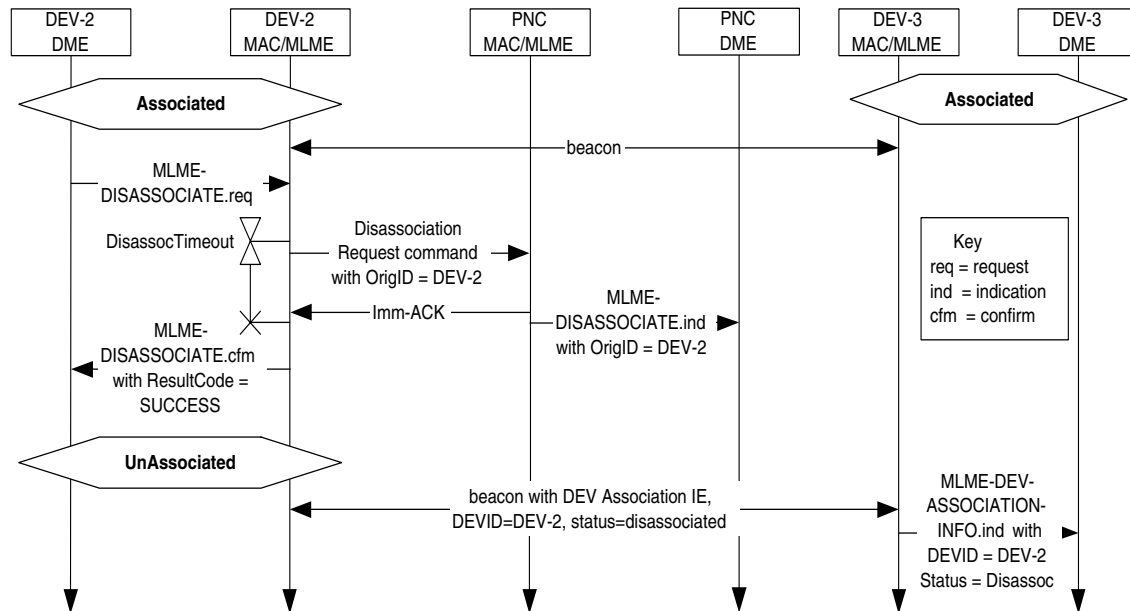 DEV-2
DME
DEV-2
MAC/MLME
PNC
MAC/MLME
PNC
DME
DEV-3
MAC/MLME
DEV-3
DME
Associated
Associated
beacon
MLME-
DISASSOCIATE.req
DisassocTimeout
Disassociation
Request command
with OrigID = DEV-2
Key
req = request
ind = indication
cfm = confirm
Imm-ACK
MLME-
DISASSOCIATE.ind
with OrigID = DEV-2
MLME-
DISASSOCIATE.cfm
with ResultCode =
SUCCESS
UnAssociated
beacon with DEV Association IE,
DEVID=DEV-2, status=disassociated
MLME-DEV-
ASSOCIATION-
INFO.ind with
DEVID = DEV-2
Status = Disassoc